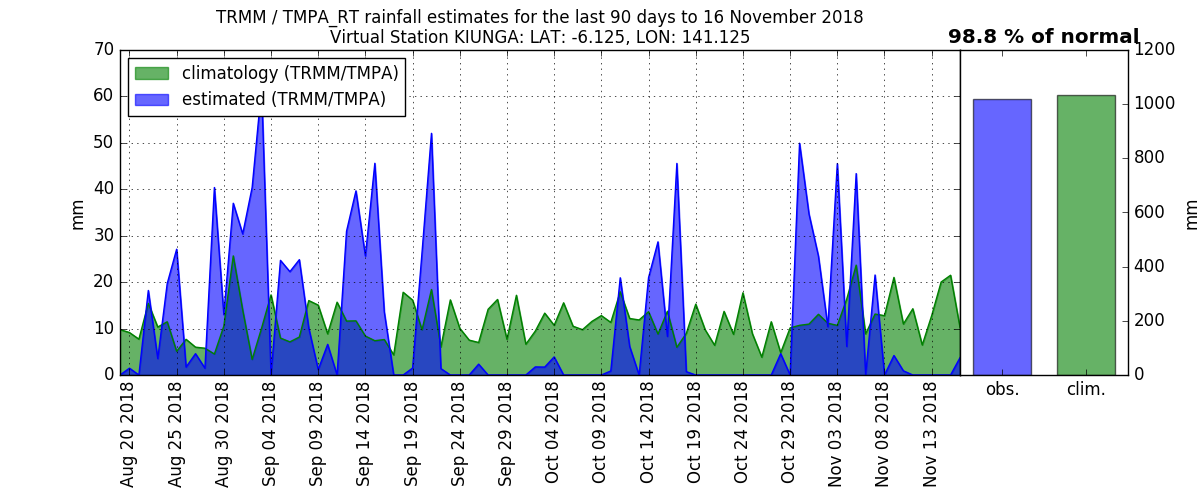 TRMM / TMPA_RT rainfall estimates for the last 90 days to 16 November 2018
Virtual Station KIUNGA: LAT: -6.125, LON: 141.125
98.8 % of normal
climatology (TRMM/TMPA)
estimated (TRMM/TMPA)
70
60
50
40
30
20
10
0
mm
Aug 20 2018
Aug 25 2018
Aug 30 2018
Sep 04 2018
Sep 09 2018
Sep 14 2018
Sep 19 2018
Sep 24 2018
Sep 29 2018
Oct 04 2018
Oct 09 2018
Oct 14 2018
Oct 19 2018
Oct 24 2018
Oct 29 2018
Nov 03 2018
Nov 08 2018
Nov 13 2018
obs.
clim.
1200
1000
800
600
400
200
0
mm